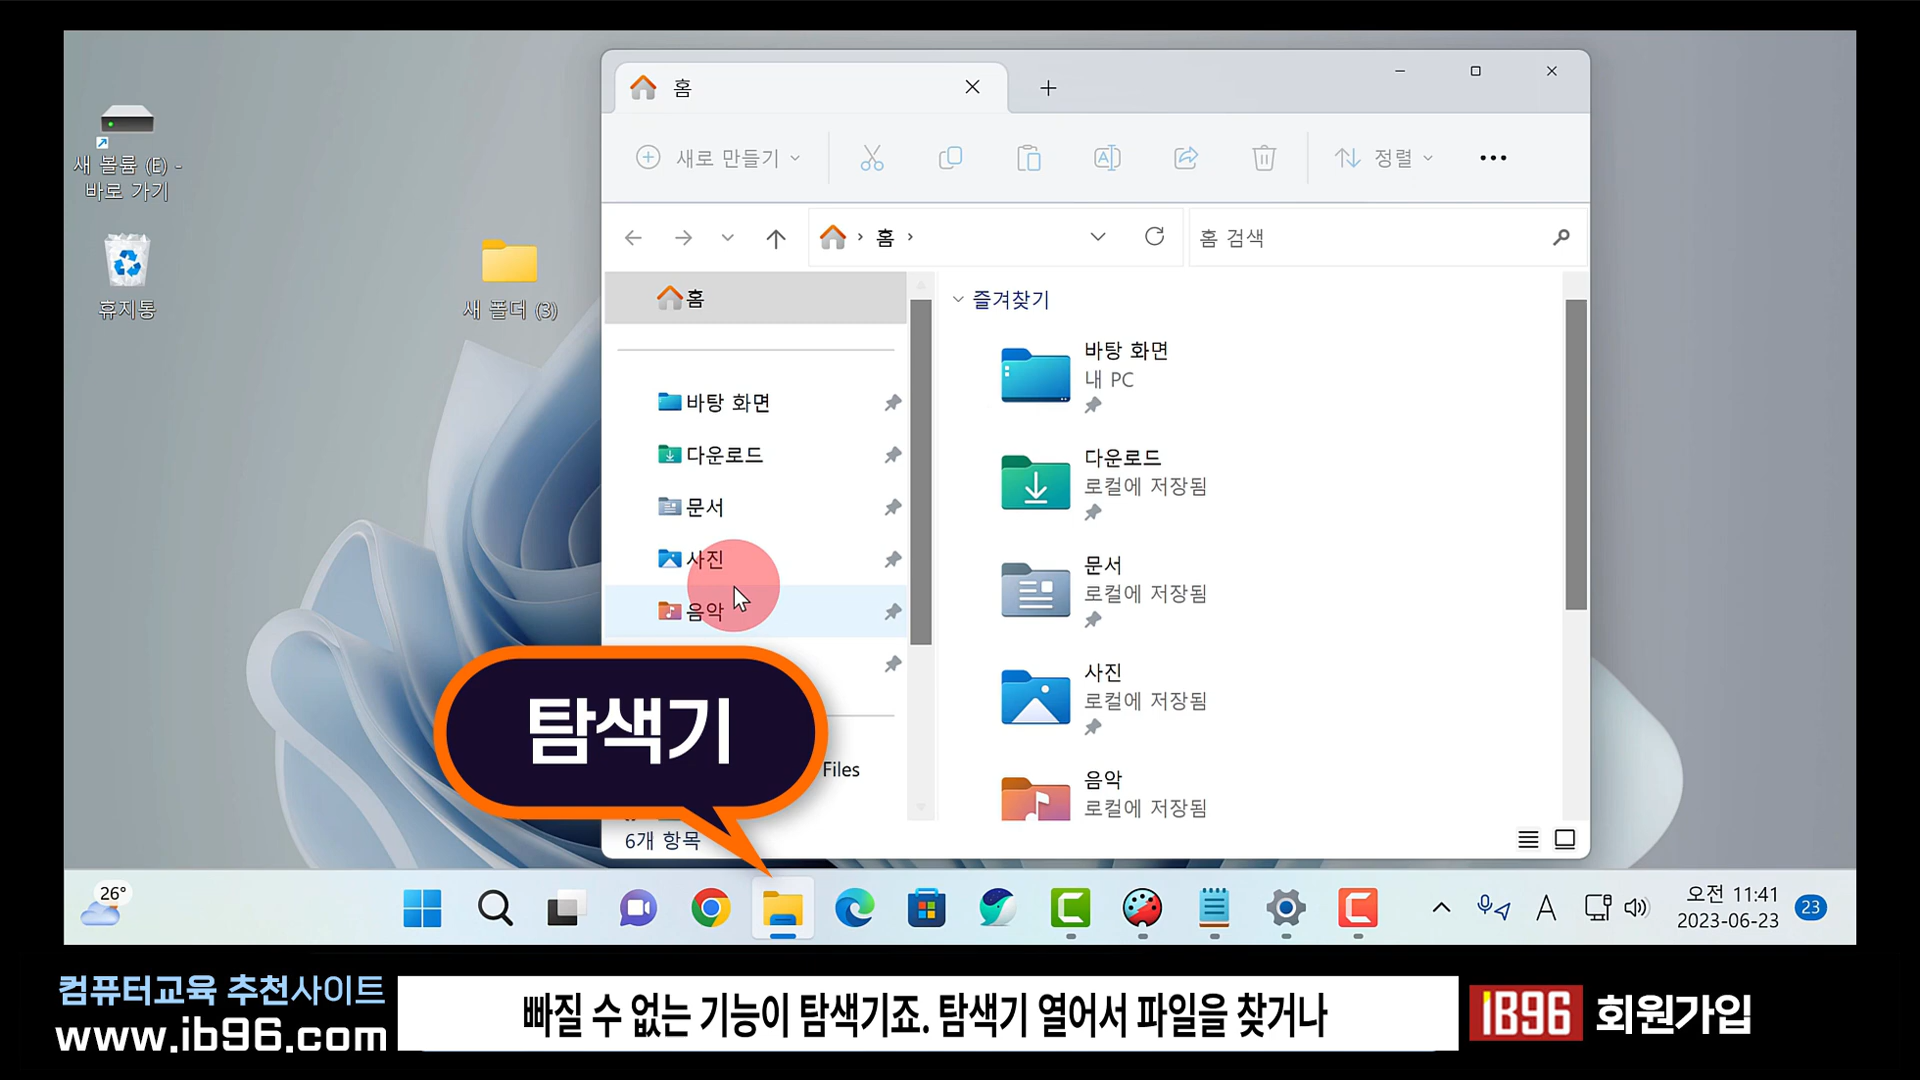 홈
새로 만들기
정렬
홈
홈 검색
새 볼륨 (E) -
바로 가기
휴지통
새 폴더 (3)
홈
바탕 화면
다운로드
문서
사진
음악
Files
6개 항목
즐겨찾기
바탕 화면
내 PC
다운로드
로컬에 저장됨
문서
로컬에 저장됨
사진
로컬에 저장됨
음악
로컬에 저장됨
탐색기
26°
A
오전 11:41
2023-06-23
23
컴퓨터교육 추천사이트
www.ib96.com
빠질 수 없는 기능이 탐색기죠. 탐색기 열어서 파일을 찾거나
IB96 회원가입